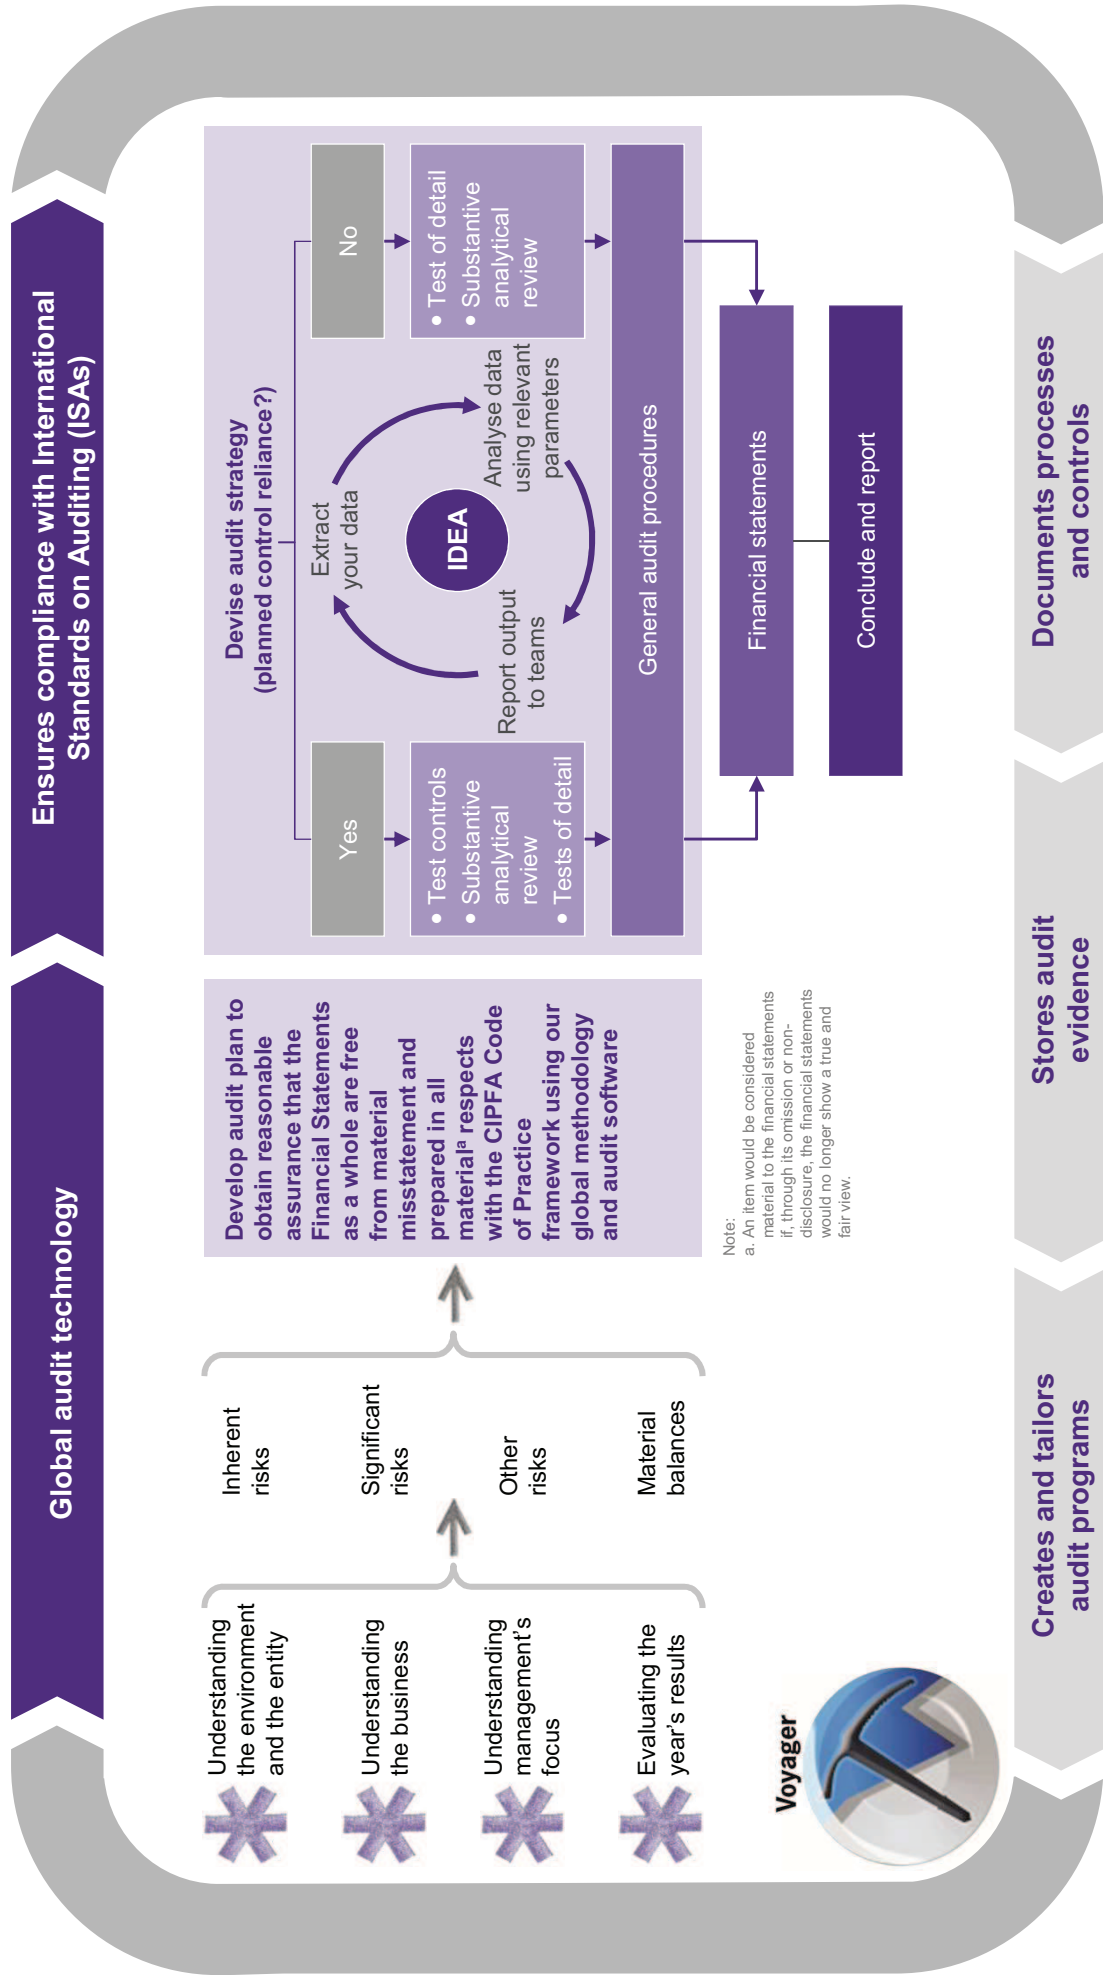 Global audit technology
Ensures compliance with International
Standards on Auditing (ISAs)
Understanding
the environment
and the entity
Understanding
the business
Understanding
management's
focus
Evaluating the
year's results
Inherent
risks
Significant
risks
Other
risks
Material
balances
Develop audit plan to
obtain reasonable
assurance that the
Financial Statements
as a whole are free
from material
misstatement and
prepared in all
materialᵃ respects
with the CIPFA Code
of Practice
framework using our
global methodology
and audit software
Note:
a. An item would be considered
material to the financial statements
if, through its omission or non-
disclosure, the financial statements
would no longer show a true and
fair view.
Devise audit strategy
(planned control reliance?)
Yes
No
• Test controls
• Substantive
analytical
review
• Tests of detail
Extract
your data
IDEA
Report output
to teams
Analyse data
using relevant
parameters
• Test of detail
• Substantive
analytical
review
General audit procedures
Financial statements
Conclude and report
Voyager
Creates and tailors
audit programs
Stores audit
evidence
Documents processes
and controls